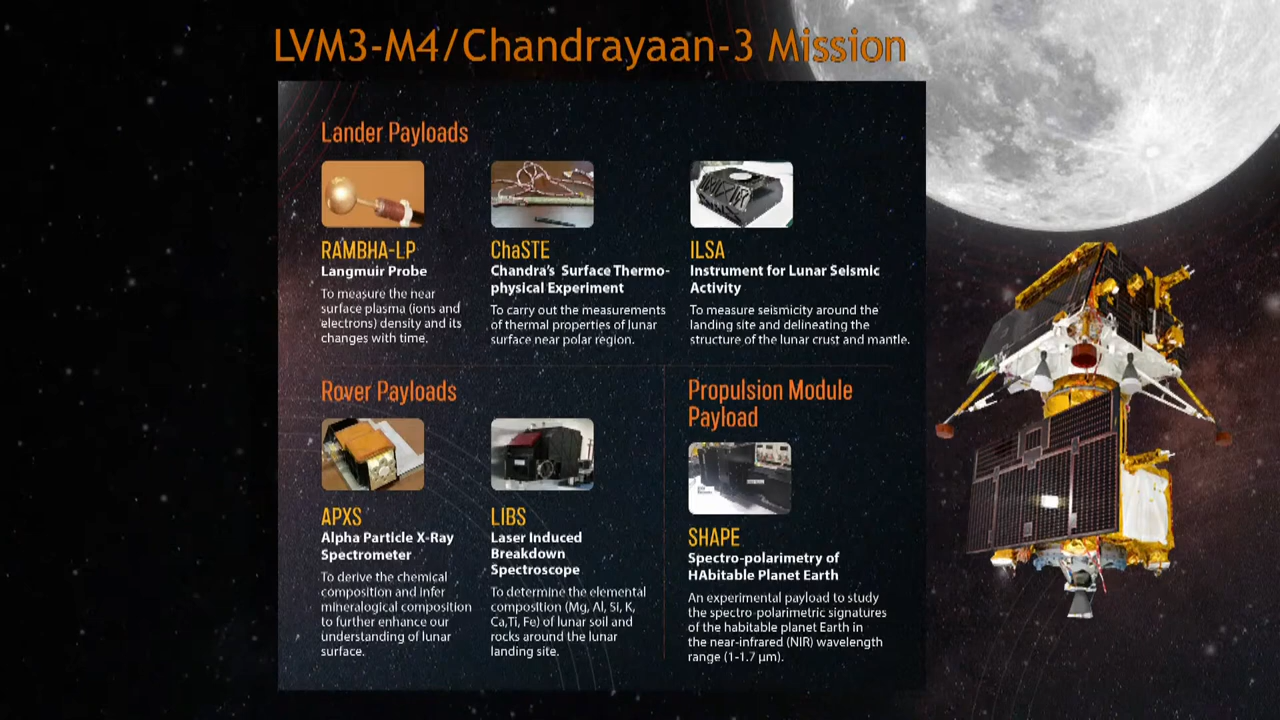 LVM3-M4/Chandrayaan-3 Mission
Lander Payloads
RAMBHA-LP
Langmuir Probe
To measure the near
surface plasma (ions and
electrons) density and its
changes with time.
ChaSTE
Chandra's Surface Thermo-
physical Experiment
To carry out the measurements
of thermal properties of lunar
surface near polar region.
ILSA
Instrument for Lunar Seismic
Activity
To measure seismicity around the
landing site and delineating the
structure of the lunar crust and mantle.
Rover Payloads
APXS
Alpha Particle X-Ray
Spectrometer
To derive the chemical
composition and infer
mineralogical composition
to further enhance our
understanding of lunar
surface.
LIBS
Laser Induced
Breakdown
Spectroscope
To determine the elemental
composition (Mg, Al, Si, K,
Ca,Ti, Fe) of lunar soil and
rocks around the lunar
landing site.
Propulsion Module
Payload
SHAPE
Spectro-polarimetry of
HAbitable Planet Earth
An experimental payload to study
the spectro-polarimetric signatures
of the habitable planet Earth in
the near-infrared (NIR) wavelength
range (1-1.7 μm).